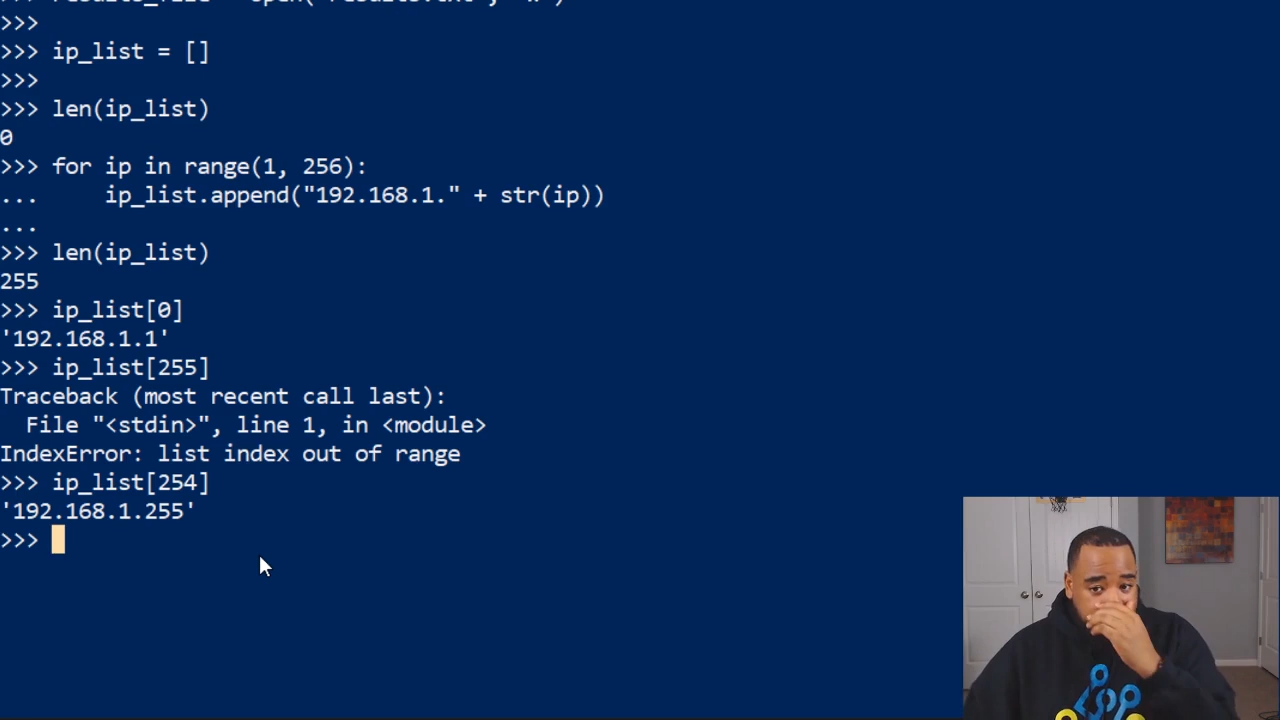 >>>
>>> ip_list = []
>>>
>>> len(ip_list)
0
>>> for ip in range(1, 256):
...     ip_list.append("192.168.1." + str(ip))
...
>>> len(ip_list)
255
>>> ip_list[0]
'192.168.1.1'
>>> ip_list[255]
Traceback (most recent call last):
  File "<stdin>", line 1, in <module>
IndexError: list index out of range
>>> ip_list[254]
'192.168.1.255'
>>>